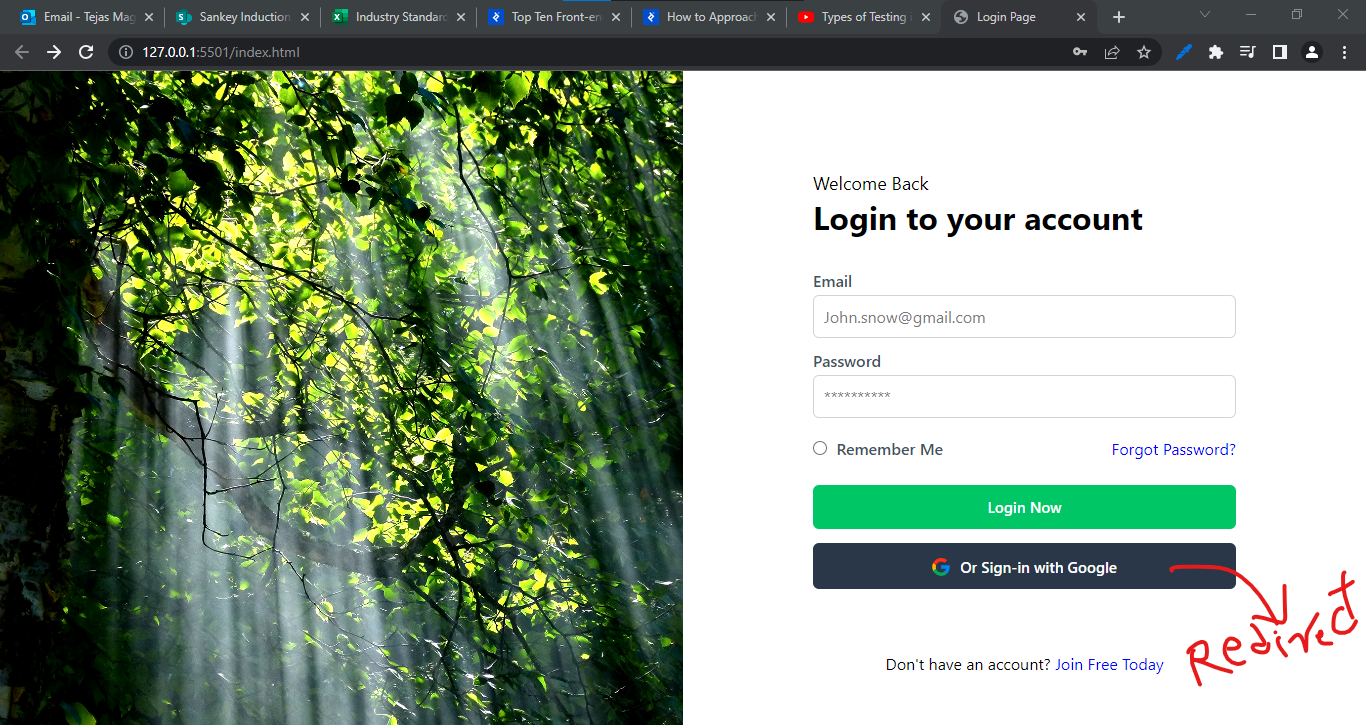 Email - Tejas Mag
Sankey Induction
Industry Standard
Top Ten Front-en
How to Approach
Types of Testing i
Login Page
127.0.0.1:5501/index.html
Welcome Back
Login to your account
Email
John.snow@gmail.com
Password
**********
Remember Me
Forgot Password?
Login Now
Or Sign-in with Google
Redirect
Don't have an account? Join Free Today